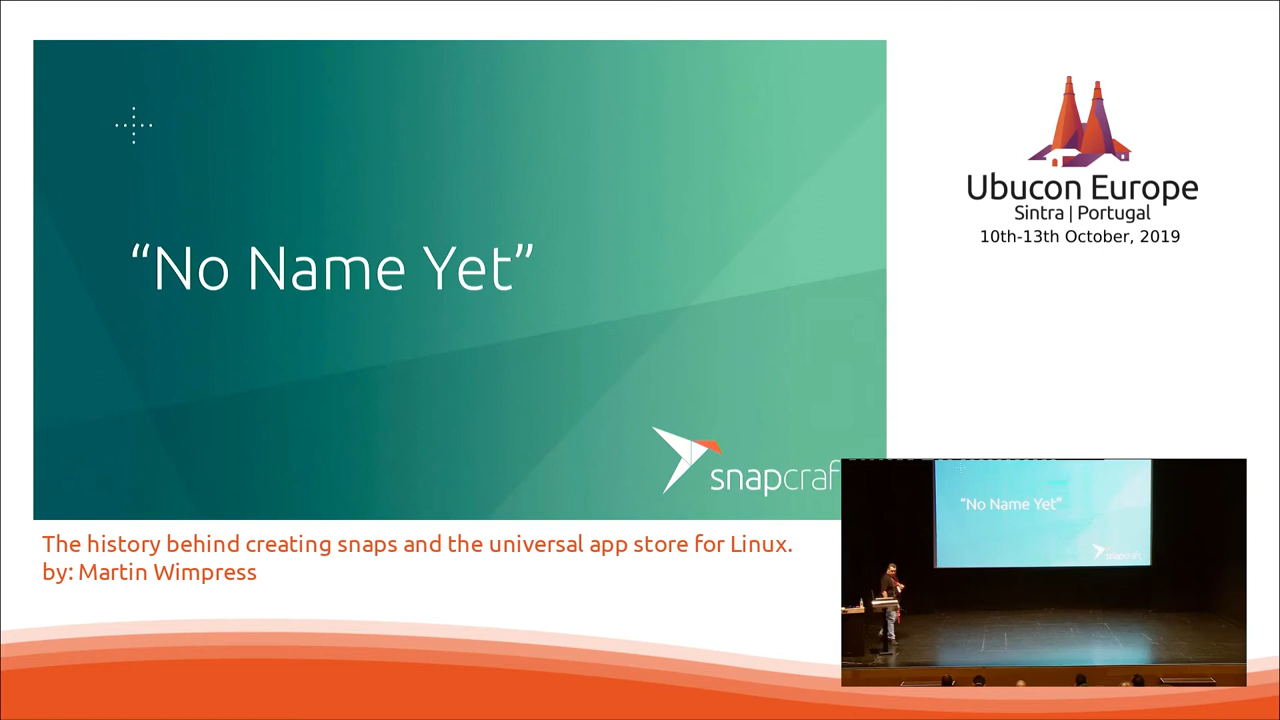 “No Name Yet”
snapcraf
Ubucon Europe
Sintra | Portugal
10th-13th October, 2019
The history behind creating snaps and the universal app store for Linux.
by: Martin Wimpress
“No Name Yet”
snapcraft